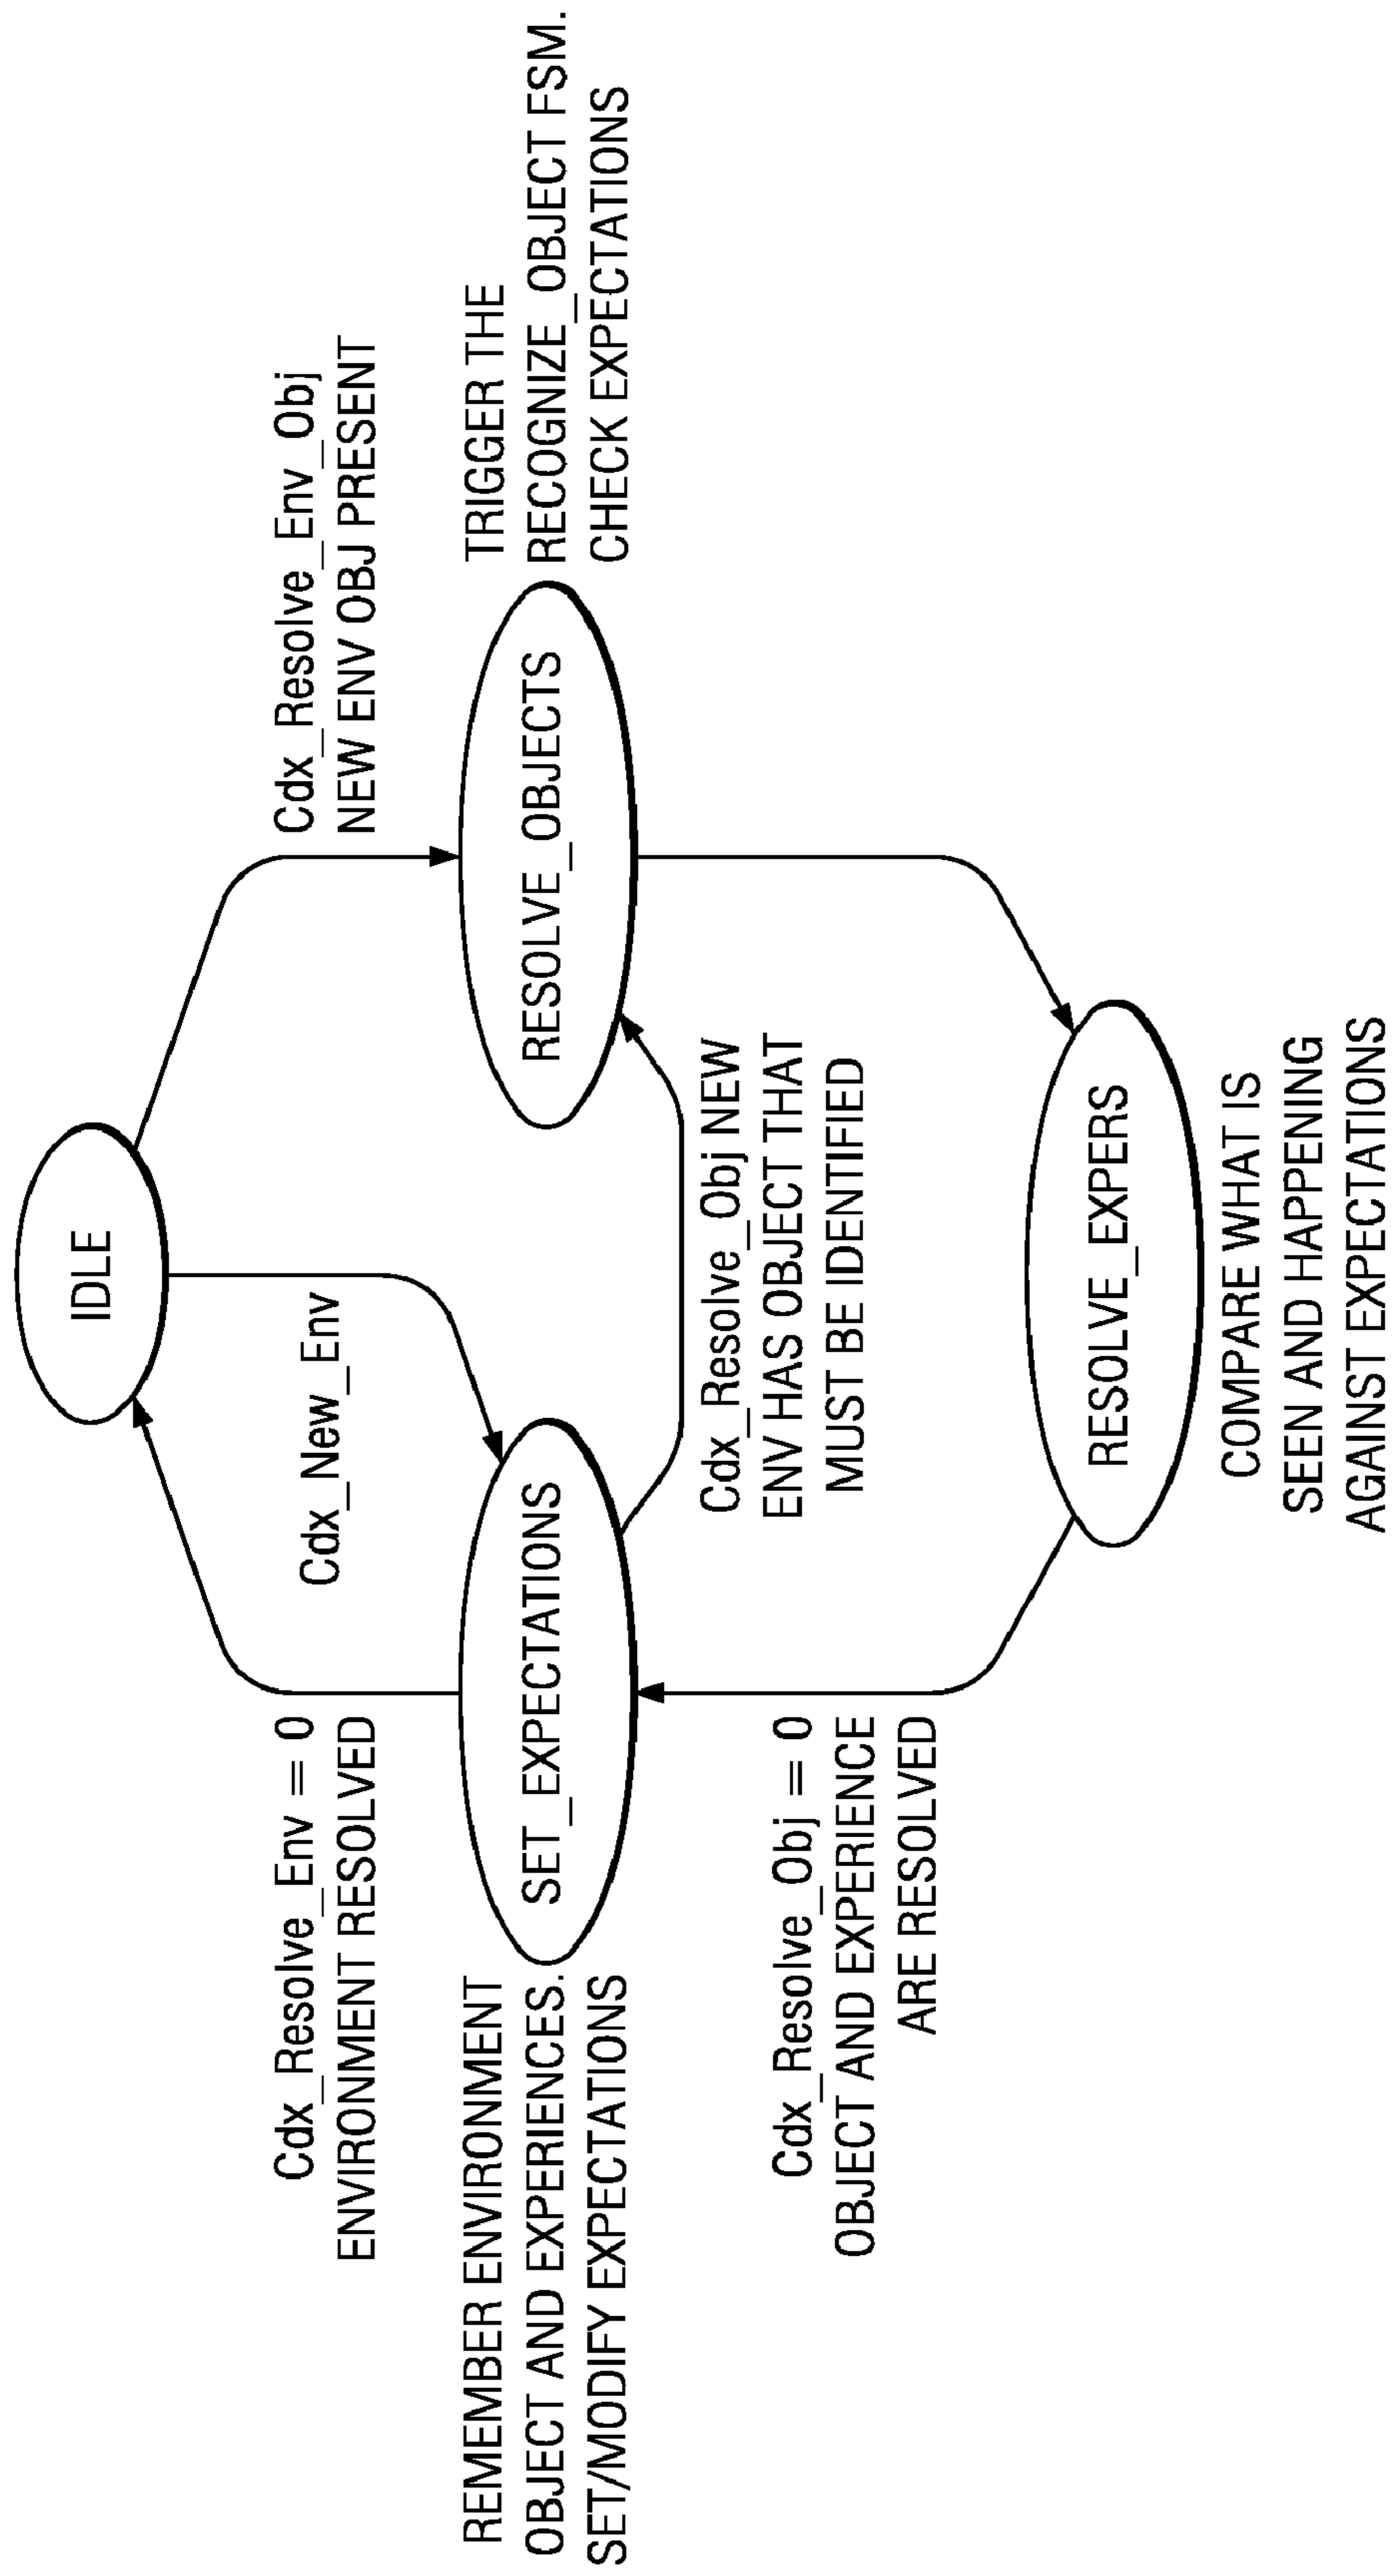 IDLE
Cdx_Resolve_Env = 0
ENVIRONMENT RESOLVED
Cdx_New_Env
Cdx_Resolve_Env_Obj
NEW ENV OBJ PRESENT
REMEMBER ENVIRONMENT
OBJECT AND EXPERIENCES.
SET/MODIFY EXPECTATIONS
SET_EXPECTATIONS
RESOLVE_OBJECTS
TRIGGER THE
RECOGNIZE_OBJECT FSM.
CHECK EXPECTATIONS
Cdx_Resolve_Obj = 0
OBJECT AND EXPERIENCE
ARE RESOLVED
Cdx_Resolve_Obj NEW
ENV HAS OBJECT THAT
MUST BE IDENTIFIED
RESOLVE_EXPERS
COMPARE WHAT IS
SEEN AND HAPPENING
AGAINST EXPECTATIONS